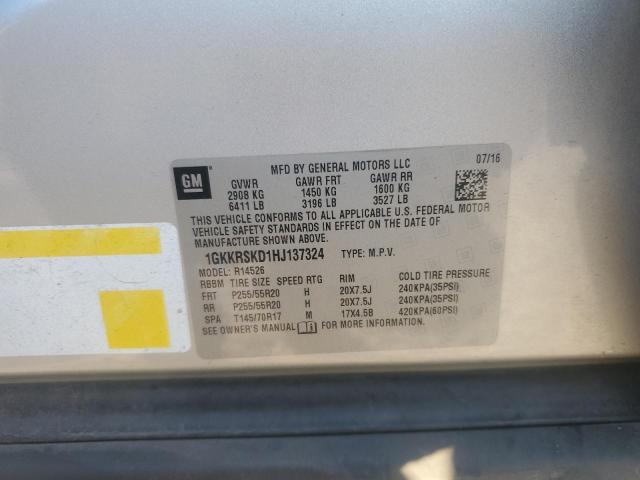 MFD BY GENERAL MOTORS LLC 07/16
GM
GVWR GAWR FRT GAWR RR
2908 KG 1450 KG 1600 KG
6411 LB 3196 LB 3527 LB
THIS VEHICLE CONFORMS TO ALL APPLICABLE U.S. FEDERAL MOTOR
VEHICLE SAFETY, BUMPER, AND THEFT PREVENTION STANDARDS
IN EFFECT ON THE DATE OF
MANUFACTURE SHOWN ABOVE.
1GKKRSKD1HJ137324 TYPE: M.P.V.
MODEL: R14526
RBBM TIRE SIZE SPEED RTG RIM COLD TIRE PRESSURE
FRT P255/55R20 H 20X7.5J 240KPA(35PSI)
RR P255/55R20 H 20X7.5J 240KPA(35PSI)
SPA T145/70R17 M 17X4.5B 420KPA(60PSI)
SEE OWNER'S MANUAL FOR MORE INFORMATION